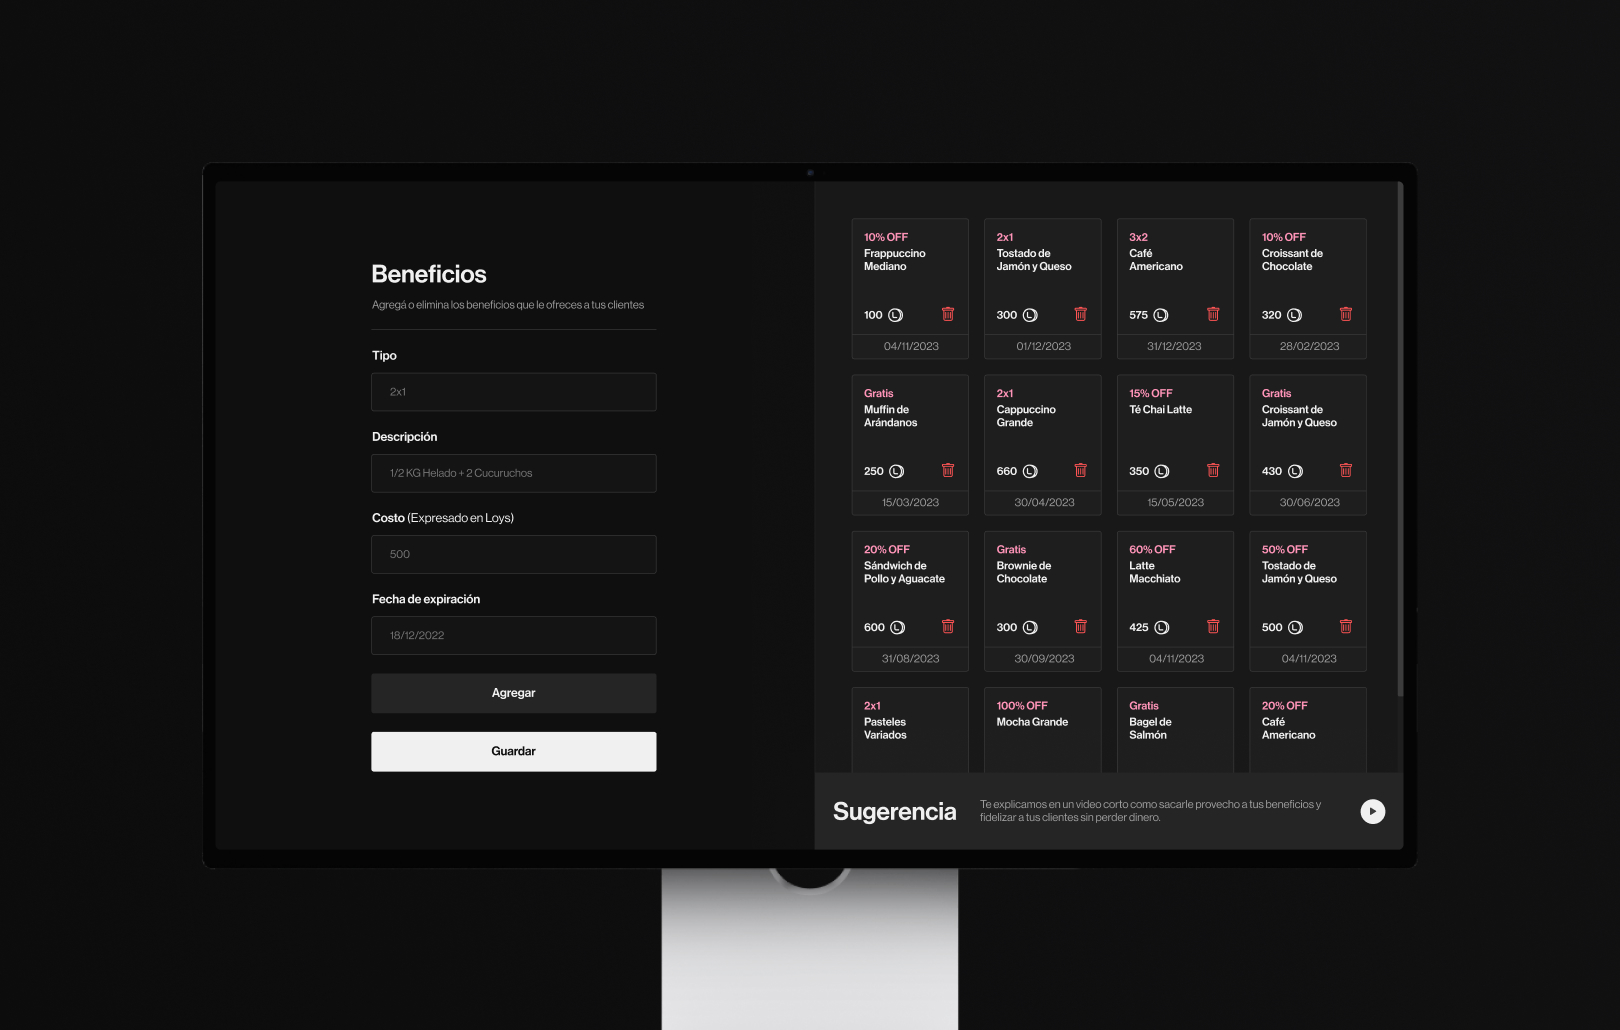 Beneficios
Agregá o elimina los beneficios que le ofreces a tus clientes
Tipo
2x1
Descripción
1/2 KG Helado + 2 Cucuruchos
Costo (Expresado en Loys)
500
Fecha de expiración
18/12/2022
Agregar
Guardar
10% OFF
Frappuccino
Mediano
100 L
04/11/2023
2x1
Tostado de
Jamón y Queso
300 L
01/12/2023
3x2
Café
Americano
575 L
31/12/2023
10% OFF
Croissant de
Chocolate
320 L
28/02/2023
Gratis
Muffin de
Arándanos
250 L
15/03/2023
2x1
Cappuccino
Grande
660 L
30/04/2023
15% OFF
Té Chai Latte
350 L
15/05/2023
Gratis
Croissant de
Jamón y Queso
430 L
30/06/2023
20% OFF
Sándwich de
Pollo y Aguacate
600 L
31/08/2023
Gratis
Brownie de
Chocolate
300 L
30/09/2023
60% OFF
Latte
Macchiato
425 L
04/11/2023
50% OFF
Tostado de
Jamón y Queso
500 L
04/11/2023
2x1
Pasteles
Variados
100% OFF
Mocha Grande
Gratis
Bagel de
Salmón
20% OFF
Café
Americano
Sugerencia
Te explicamos en un video corto como sacarle provecho a tus beneficios y
fidelizar a tus clientes sin perder dinero.